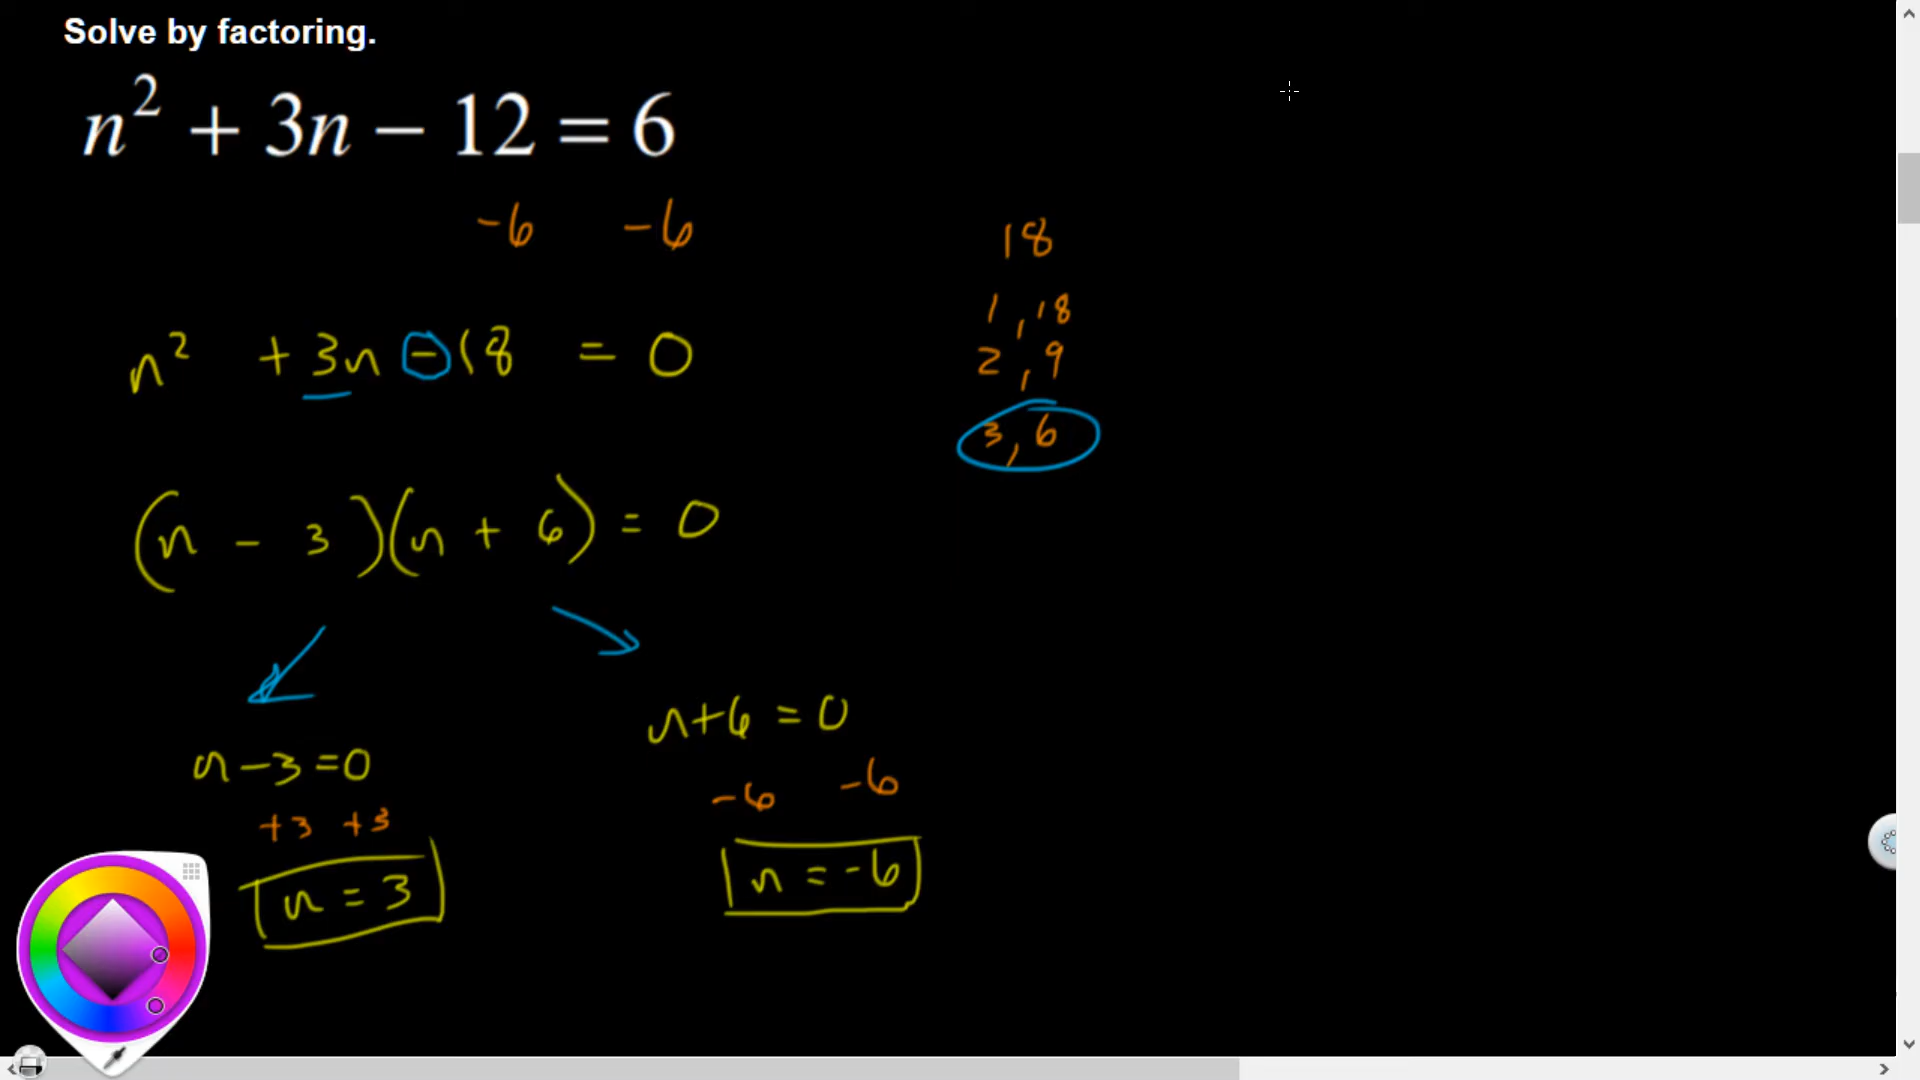 Solve by factoring.
n² + 3n − 12 = 6
-6 -6
n² + 3n - 18 = 0
(n - 3)(n + 6) = 0
18
1, 18
2, 9
3, 6
n - 3 = 0
+3 +3
n = 3
n + 6 = 0
-6 -6
n = -6